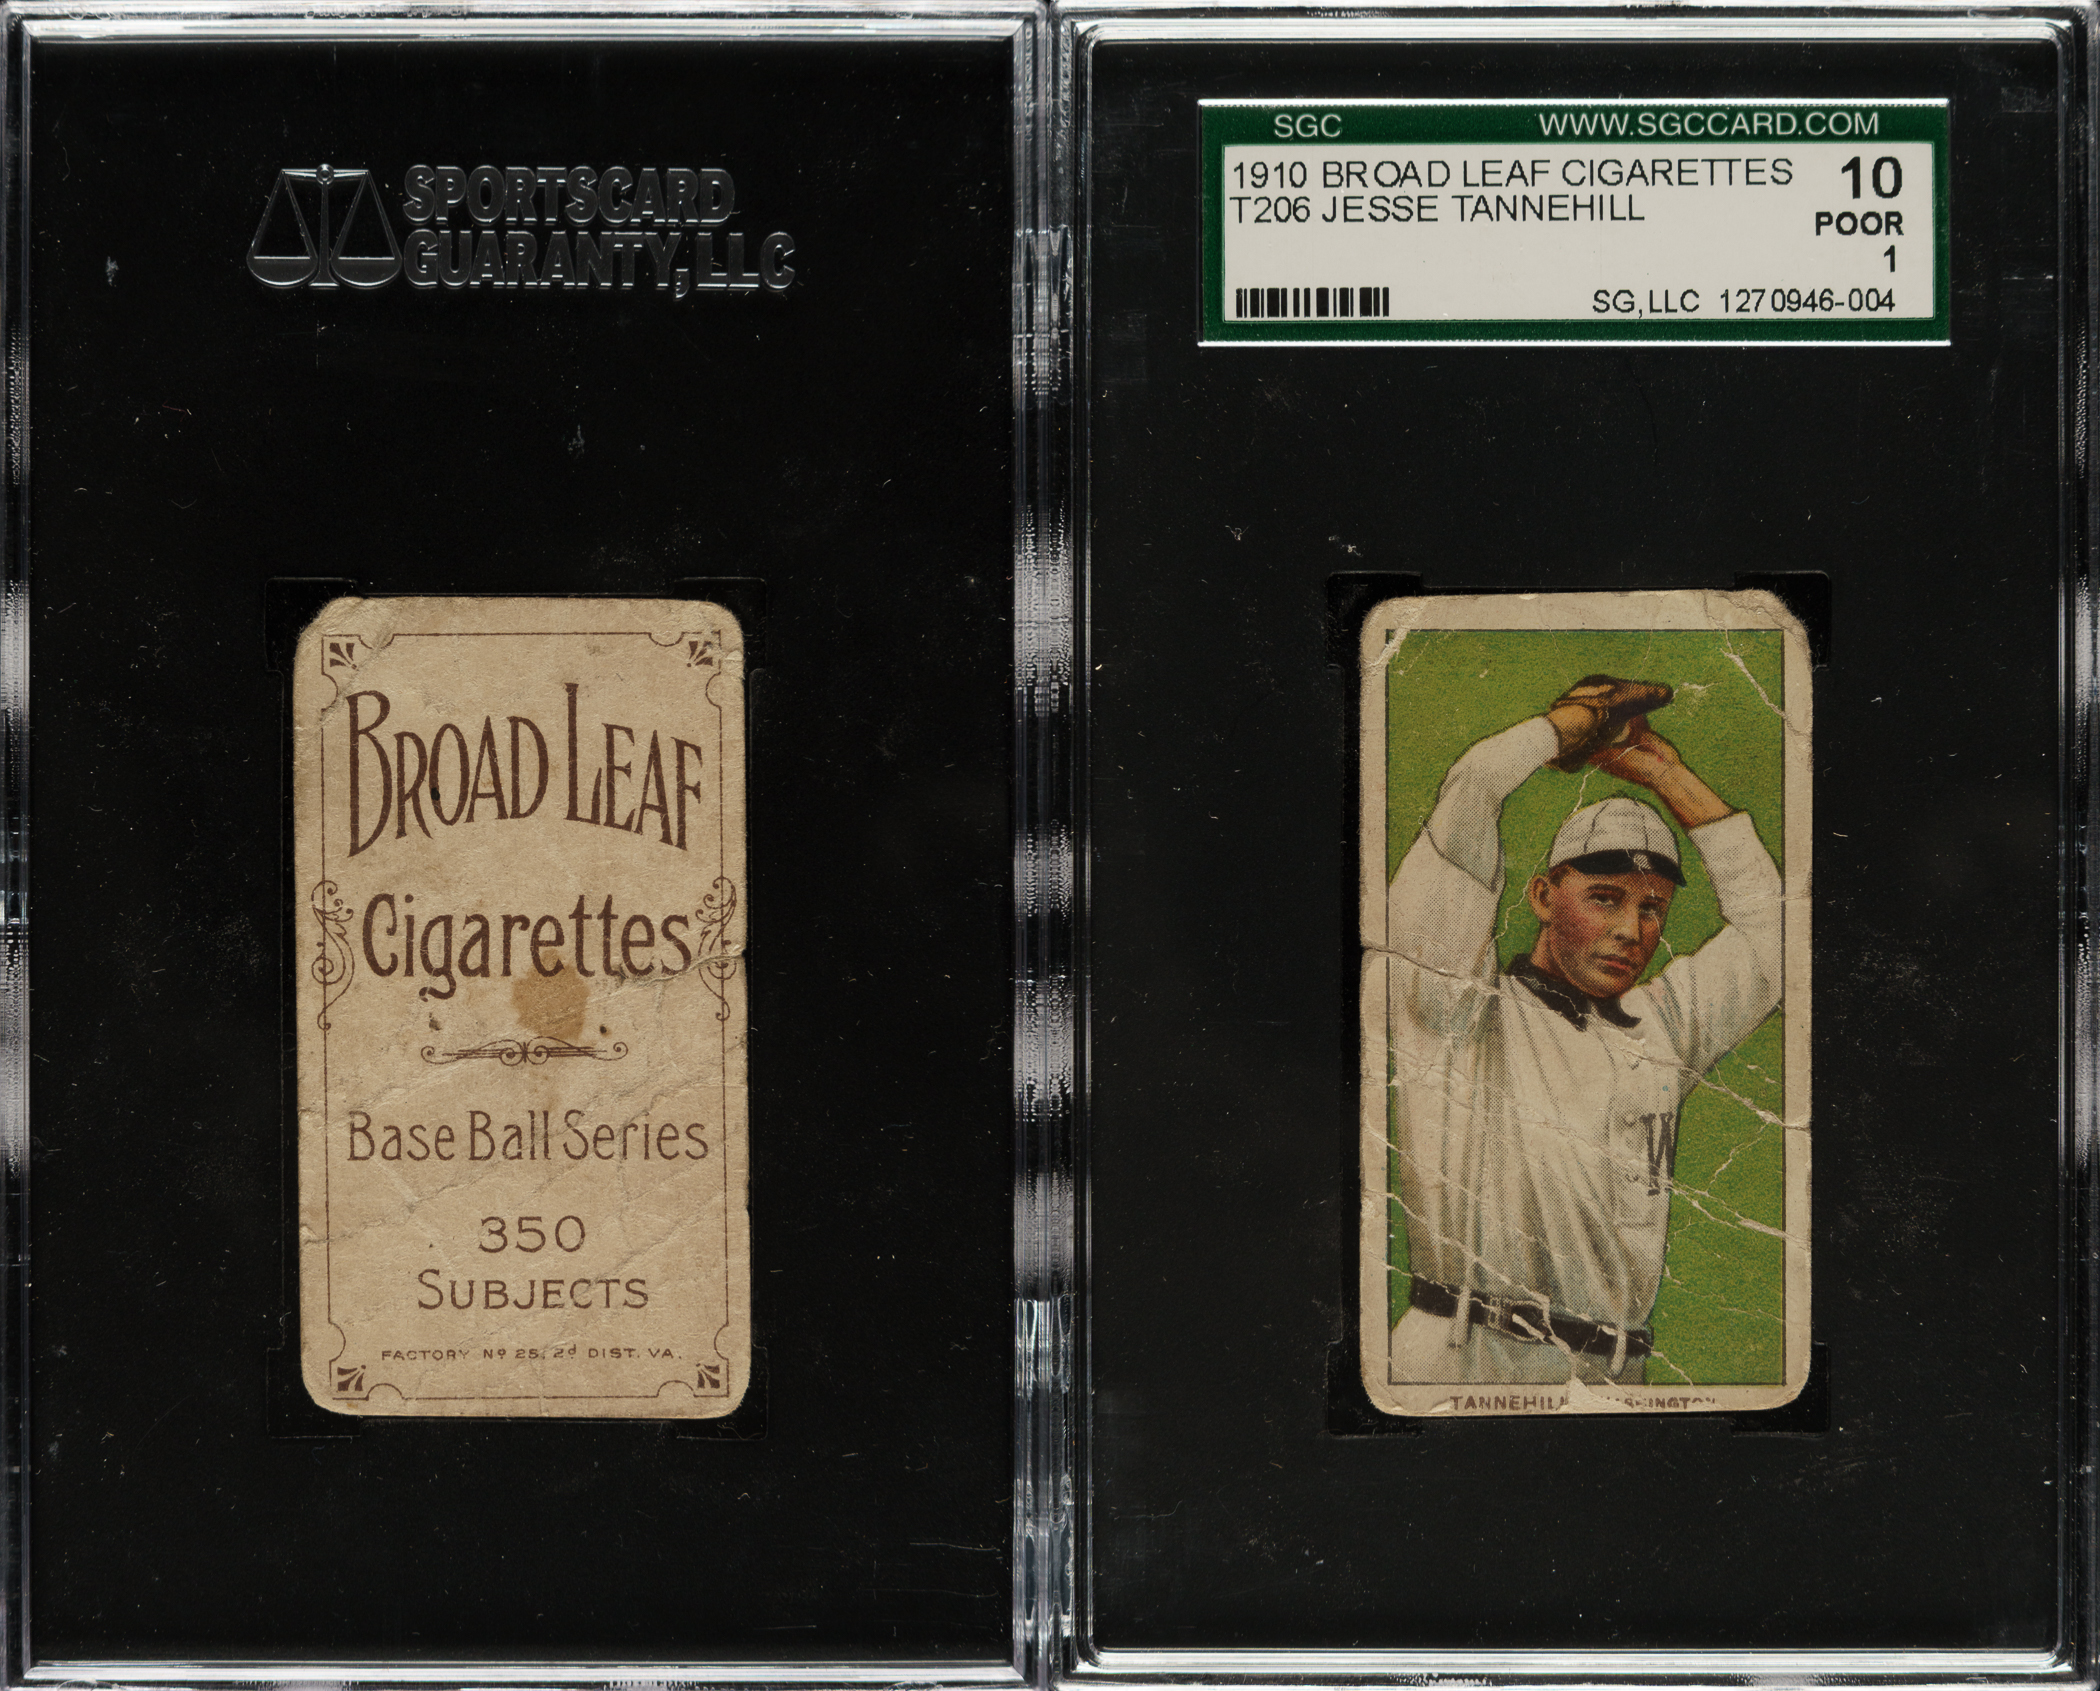 SPORTSCARD
GUARANTY, LLC
BROAD LEAF
Cigarettes
Base Ball Series
350
SUBJECTS
FACTORY Nº 25, 2d DIST. VA.
SGC WWW.SGCCARD.COM
1910 BROAD LEAF CIGARETTES 10
T206 JESSE TANNEHILL POOR
1
SG,LLC 1270946-004
W
TANNEHILL